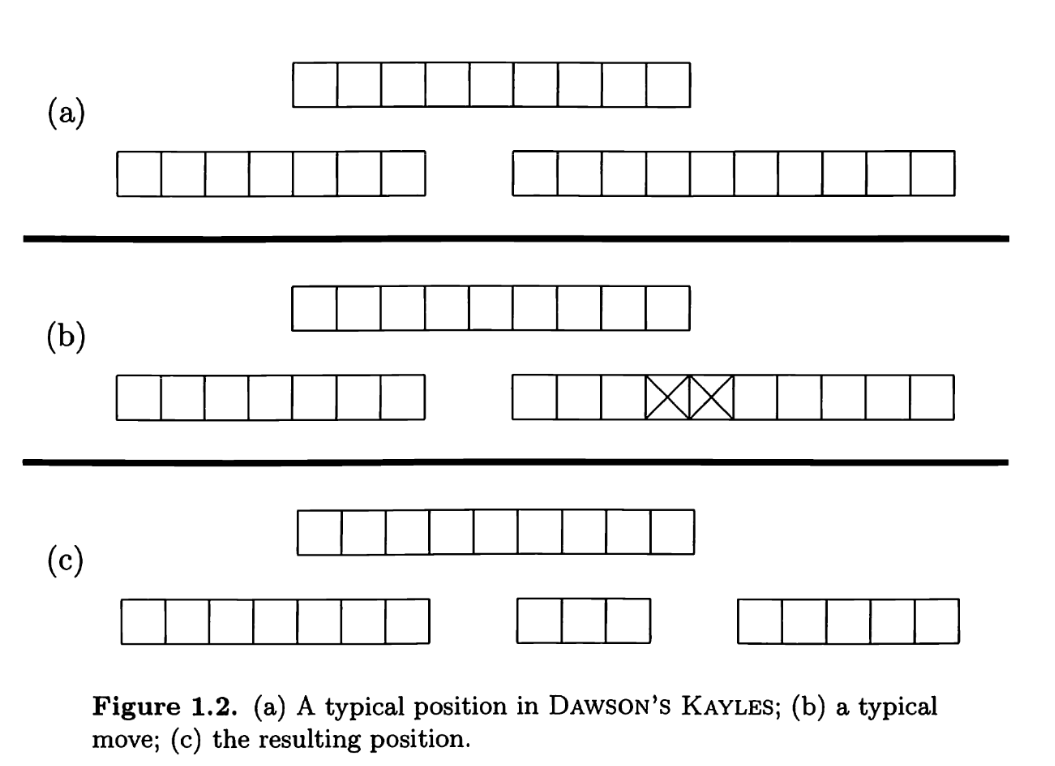 (a)
(b)
(c)
Figure 1.2. (a) A typical position in DAWSON'S KAYLES; (b) a typical
move; (c) the resulting position.